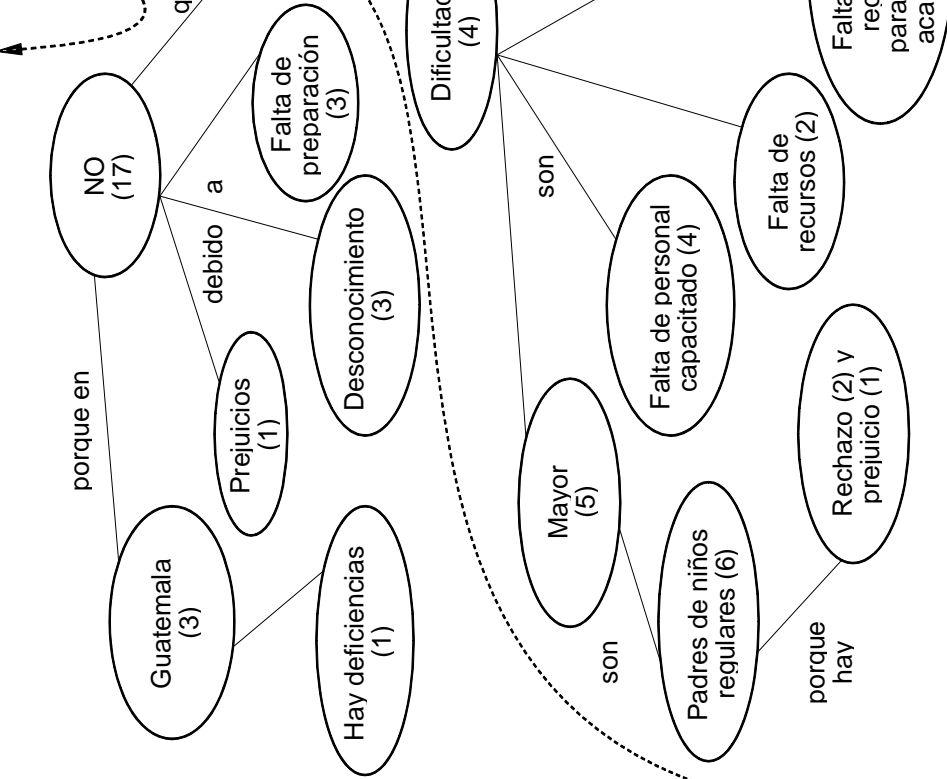 NO
(17)
porque en
debido
a
Guatemala
(3)
Prejuicios
(1)
Desconocimiento
(3)
Falta de
preparación
(3)
Hay deficiencias
(1)
(4)
son
Mayor
(5)
Falta de personal
capacitado (4)
Falta de
recursos (2)
Falta
para
son
Padres de niños
regulares (6)
porque
hay
Rechazo (2) y
prejuicio (1)